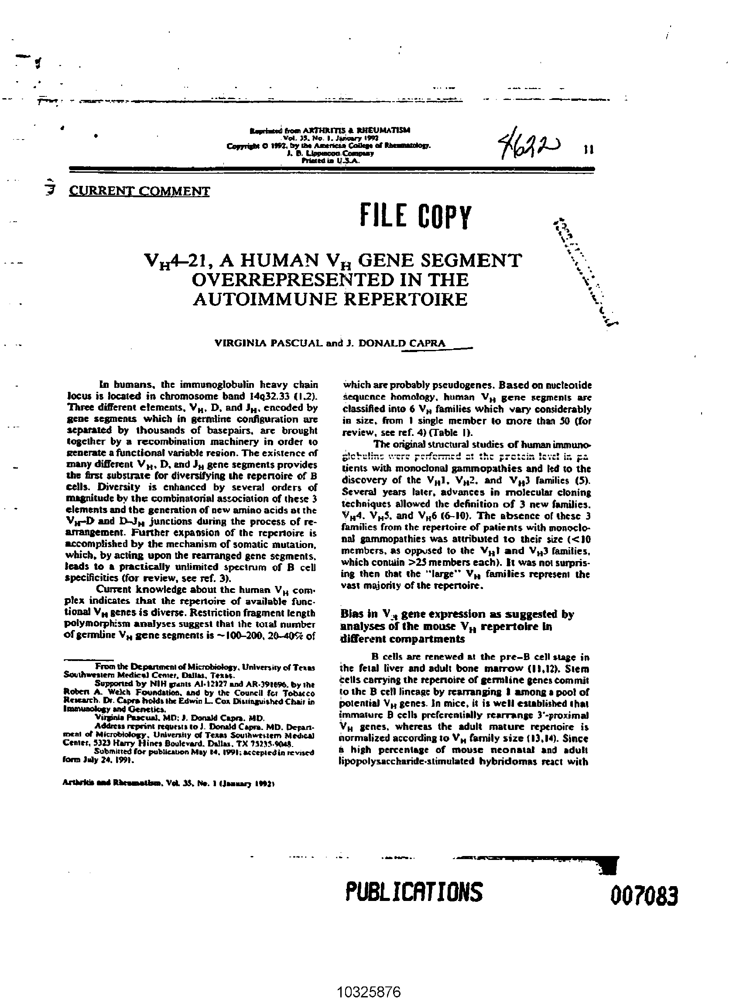 Reprinted from ARTHRITIS & RHEUMATISM
Vol. 35, No. 1, January 1992
Copyright © 1992, by the American College of Rheumatology.
J. B. Lippincott Company
Printed in U.S.A.
4622
11
CURRENT COMMENT
FILE COPY
V_H4–21, A HUMAN V_H GENE SEGMENT
OVERREPRESENTED IN THE
AUTOIMMUNE REPERTOIRE
VIRGINIA PASCUAL and J. DONALD CAPRA
In humans, the immunoglobulin heavy chain
locus is located in chromosome band 14q32.33 (1,2).
Three different elements, V_H, D, and J_H, encoded by
gene segments which in germline configuration are
separated by thousands of basepairs, are brought
together by a recombination machinery in order to
generate a functional variable region. The existence of
many different V_H, D, and J_H gene segments provides
the first substrate for diversifying the repertoire of B
cells. Diversity is enhanced by several orders of
magnitude by the combinatorial association of these 3
elements and the generation of new amino acids at the
V_H–D and D–J_H junctions during the process of re-
arrangement. Further expansion of the repertoire is
accomplished by the mechanism of somatic mutation,
which, by acting upon the rearranged gene segments,
leads to a practically unlimited spectrum of B cell
specificities (for review, see ref. 3).
Current knowledge about the human V_H com-
plex indicates that the repertoire of available func-
tional V_H genes is diverse. Restriction fragment length
polymorphism analyses suggest that the total number
of germline V_H gene segments is ~100–200, 20–40% of
From the Department of Microbiology, University of Texas
Southwestern Medical Center, Dallas, Texas.
Supported by NIH grants AI-12127 and AR-391696, by the
Robert A. Welch Foundation, and by the Council for Tobacco
Research. Dr. Capra holds the Edwin L. Cox Distinguished Chair in
Immunology and Genetics.
Virginia Pascual, MD; J. Donald Capra, MD.
Address reprint requests to J. Donald Capra, MD, Depart-
ment of Microbiology, University of Texas Southwestern Medical
Center, 5323 Harry Hines Boulevard, Dallas, TX 75235-9048.
Submitted for publication May 14, 1991; accepted in revised
form July 24, 1991.
Arthritis and Rheumatism, Vol. 35, No. 1 (January 1992)
which are probably pseudogenes. Based on nucleotide
sequence homology, human V_H gene segments are
classified into 6 V_H families which vary considerably
in size, from 1 single member to more than 50 (for
review, see ref. 4) (Table 1).
The original structural studies of human immuno-
globulins were performed at the protein level in pa
tients with monoclonal gammopathies and led to the
discovery of the V_H1, V_H2, and V_H3 families (5).
Several years later, advances in molecular cloning
techniques allowed the definition of 3 new families,
V_H4, V_H5, and V_H6 (6–10). The absence of these 3
families from the repertoire of patients with monoclo-
nal gammopathies was attributed to their size (<10
members, as opposed to the V_H1 and V_H3 families,
which contain >25 members each). It was not surpris-
ing then that the "large" V_H families represent the
vast majority of the repertoire.
Bias in V_H gene expression as suggested by
analyses of the mouse V_H repertoire in
different compartments
B cells are renewed at the pre–B cell stage in
the fetal liver and adult bone marrow (11,12). Stem
cells carrying the repertoire of germline genes commit
to the B cell lineage by rearranging 1 among a pool of
potential V_H genes. In mice, it is well established that
immature B cells preferentially rearrange 3'-proximal
V_H genes, whereas the adult mature repertoire is
normalized according to V_H family size (13,14). Since
a high percentage of mouse neonatal and adult
lipopolysaccharide-stimulated hybridomas react with
PUBLICATIONS
007083
10325876